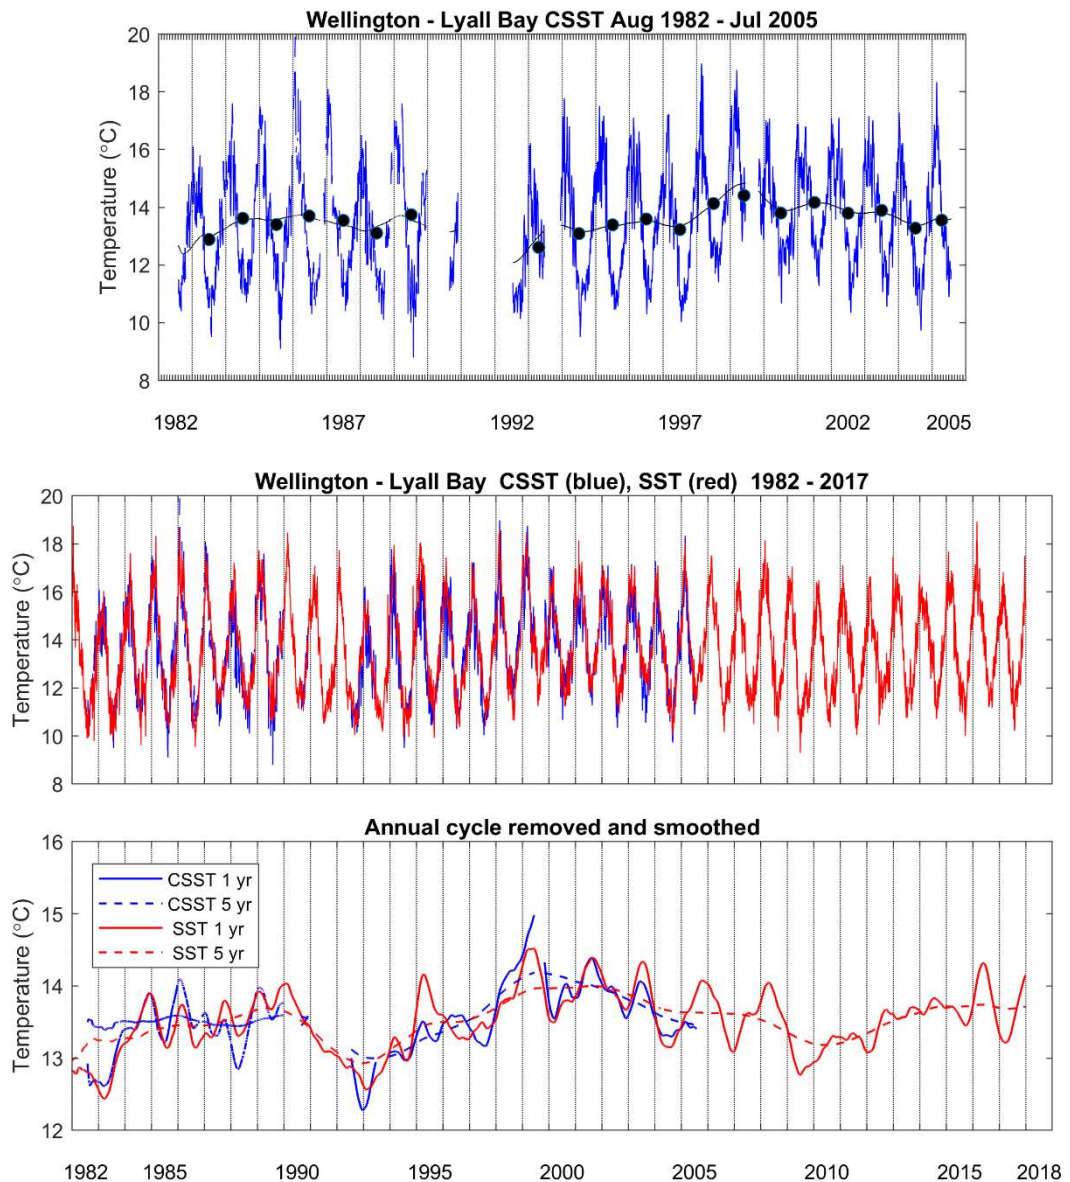 Wellington - Lyall Bay CSST Aug 1982 - Jul 2005
20
18
16
14
12
10
8
Temperature (°C)
1982 1987 1992 1997 2002 2005
Wellington - Lyall Bay CSST (blue), SST (red) 1982 - 2017
20
18
16
14
12
10
8
Temperature (°C)
Annual cycle removed and smoothed
16
15
14
13
12
Temperature (°C)
CSST 1 yr
CSST 5 yr
SST 1 yr
SST 5 yr
1982 1985 1990 1995 2000 2005 2010 2015 2018